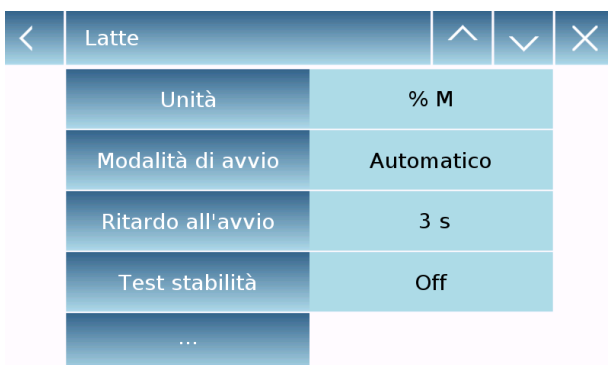 Latte
Unità % M
Modalità di avvio Automatico
Ritardo all'avvio 3 s
Test stabilità Off
...